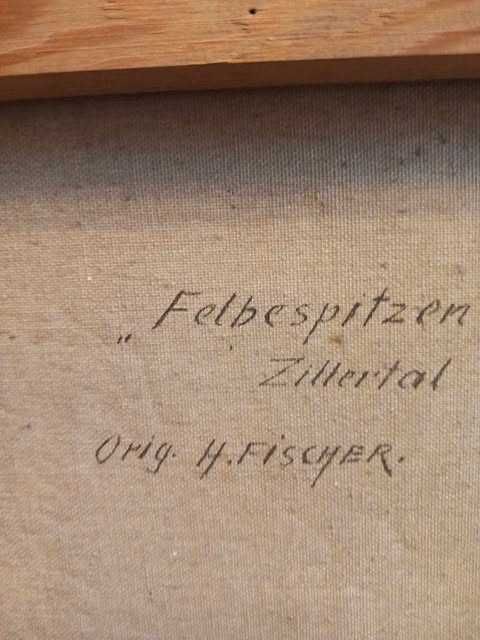 „ Felbespitzen
Zillertal
Orig. H. FISCHER.